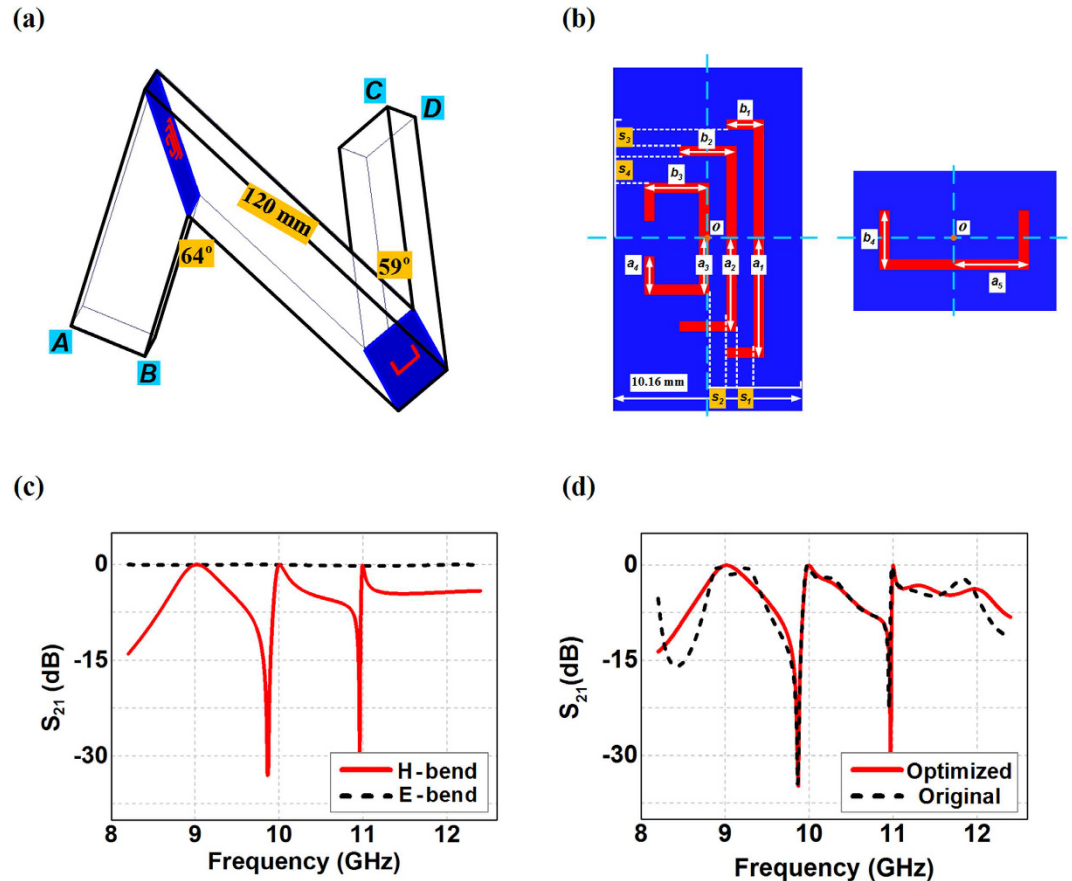 (a)
C
D
120 mm
64°
59°
A
B
(b)
b1
s3
b2
s4
b3
o
a4
a3
a2
a1
10.16 mm
s2
s1
b4
o
a5
(c)
0
-15
-30
S21 (dB)
H-bend
E-bend
8 9 10 11 12
Frequency (GHz)
(d)
0
-15
-30
S21(dB)
Optimized
Original
8 9 10 11 12
Frequency (GHz)